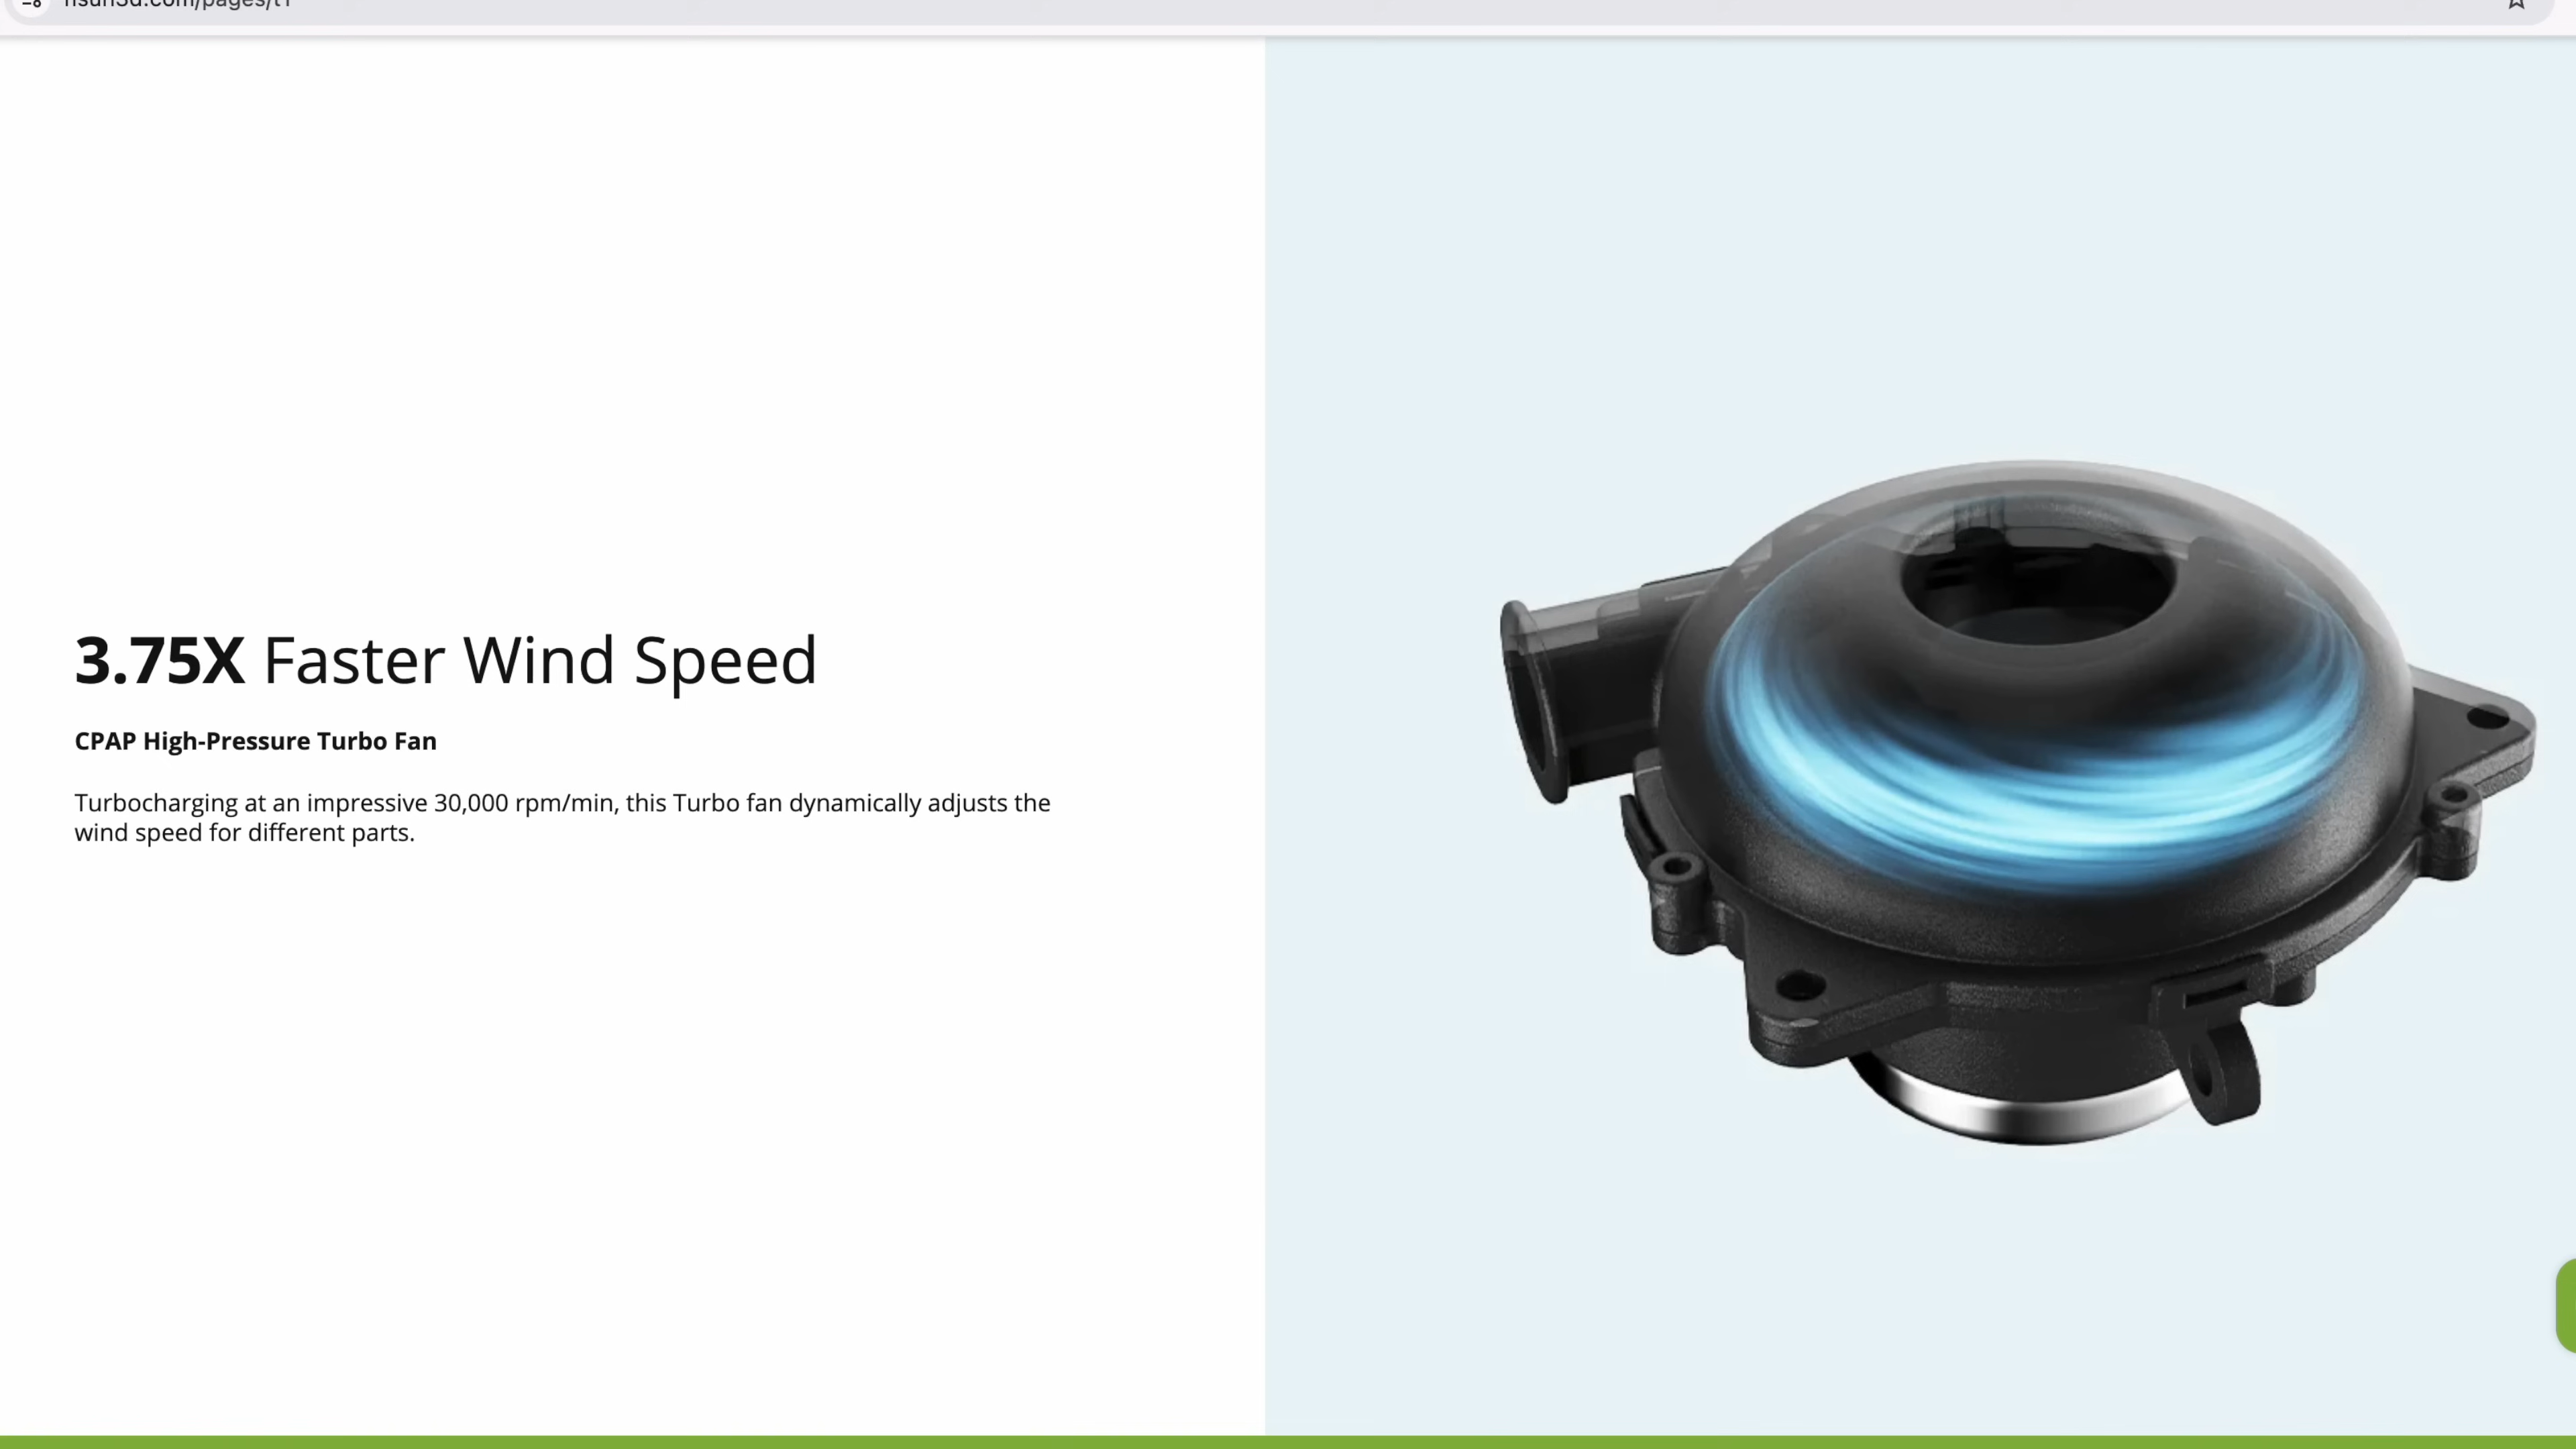 3.75X Faster Wind Speed
CPAP High-Pressure Turbo Fan
Turbocharging at an impressive 30,000 rpm/min, this Turbo fan dynamically adjusts the
wind speed for different parts.